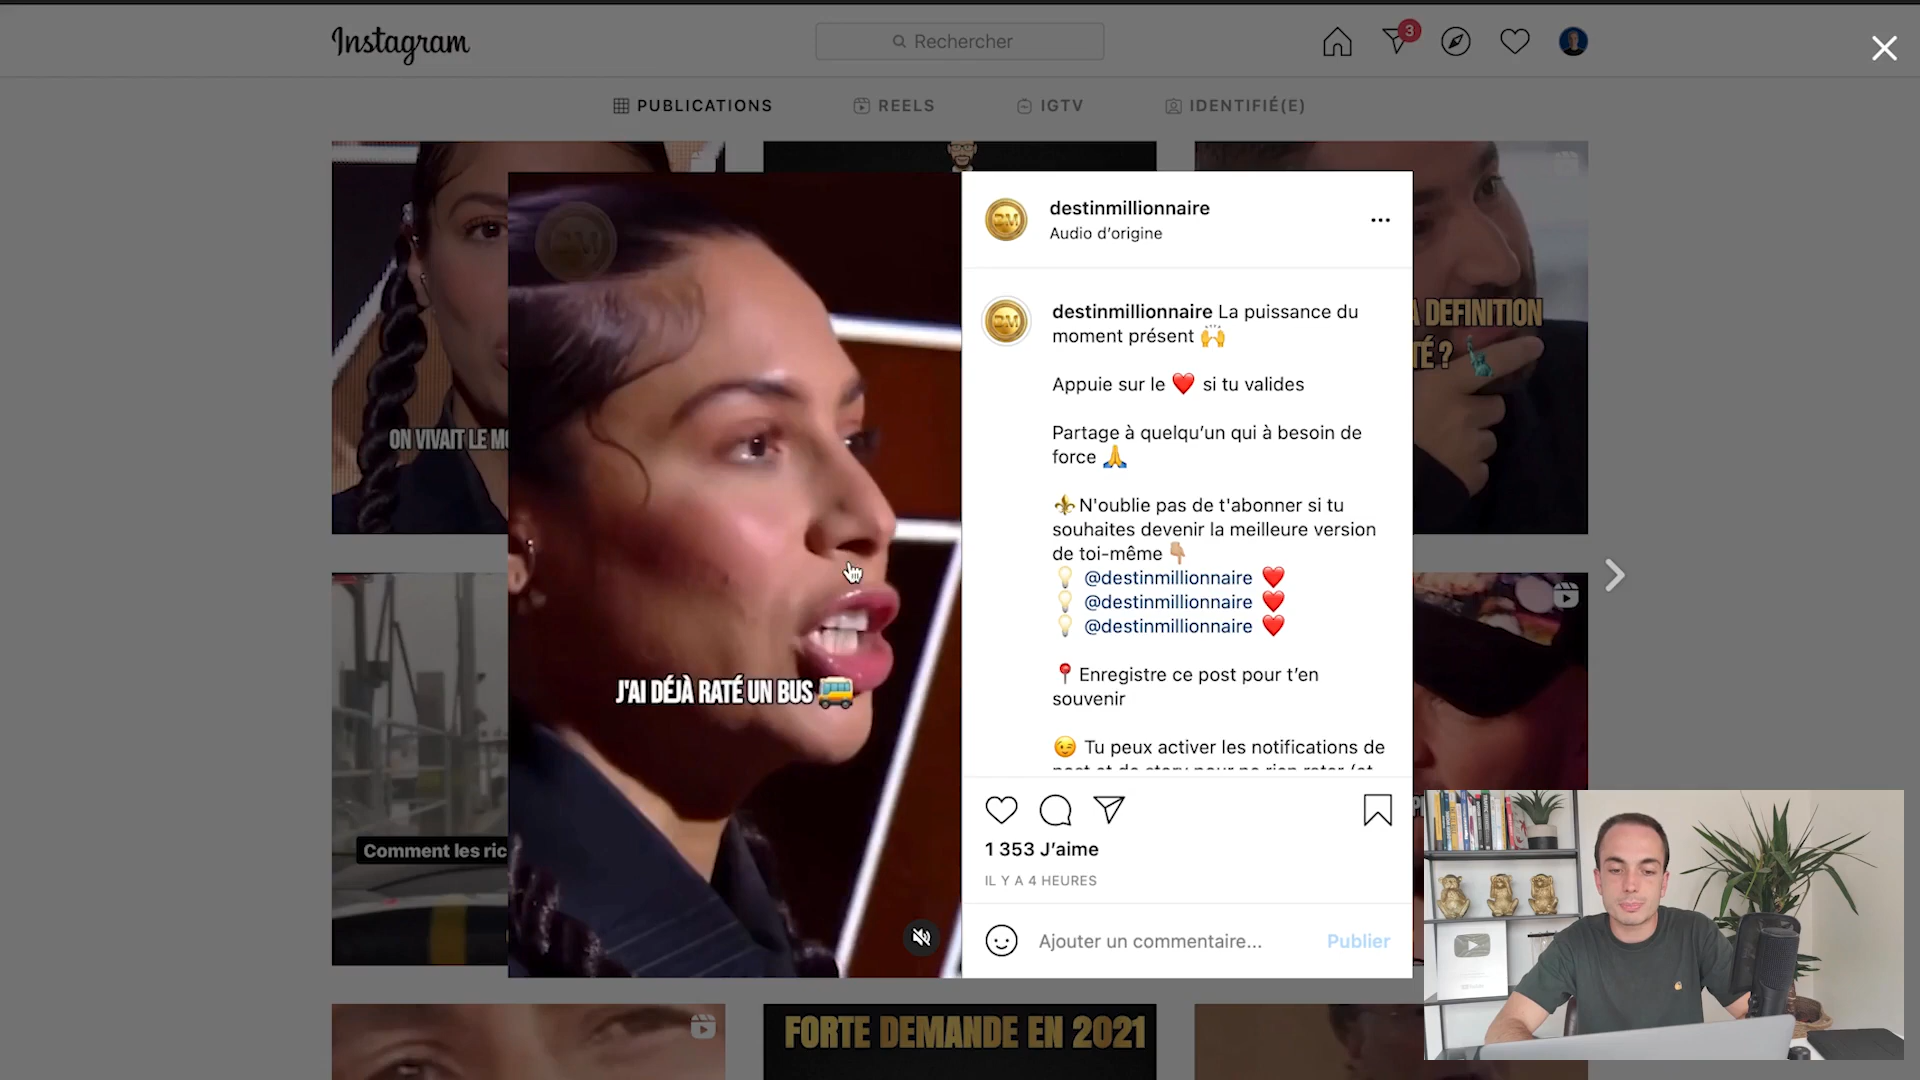 Instagram
Rechercher
3
PUBLICATIONS
REELS
IGTV
IDENTIFIÉ(E)
destinmillionnaire
Audio d'origine
destinmillionnaire La puissance du
moment présent 🙌
Appuie sur le ❤️ si tu valides
Partage à quelqu'un qui à besoin de
force 🙏
⚜️N'oublie pas de t'abonner si tu
souhaites devenir la meilleure version
de toi-même 👇🏼
💡 @destinmillionnaire ❤️
💡 @destinmillionnaire ❤️
💡 @destinmillionnaire ❤️
📍 Enregistre ce post pour t'en
souvenir
😉 Tu peux activer les notifications de
1 353 J'aime
IL Y A 4 HEURES
Ajouter un commentaire...
Publier
J'AI DÉJÀ RATÉ UN BUS 🚌
ON VIVAIT LE
DEFINITION
Comment les
FORTE DEMANDE EN 2021